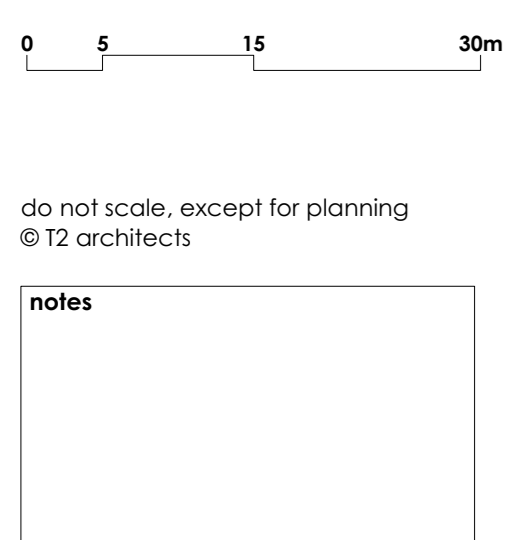 0 5 15 30m
do not scale, except for planning
© T2 architects
notes